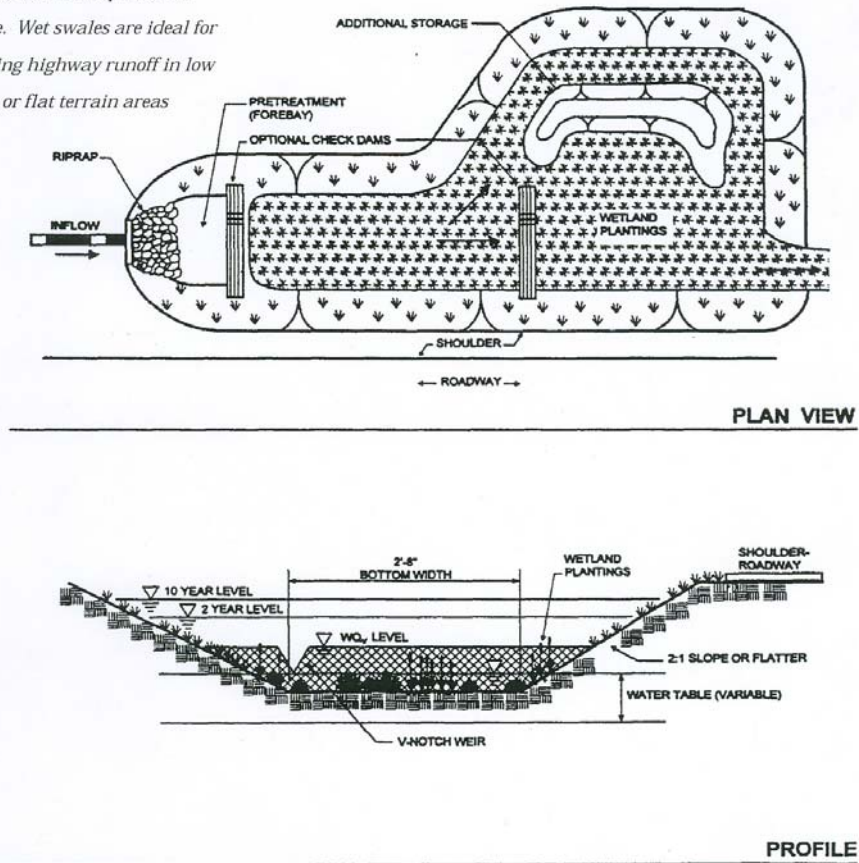 e. Wet swales are ideal for
ing highway runoff in low
or flat terrain areas
ADDITIONAL STORAGE
PRETREATMENT
(FOREBAY)
OPTIONAL CHECK DAMS
RIPRAP
INFLOW
WETLAND
PLANTINGS
SHOULDER
ROADWAY
PLAN VIEW
2'-8"
BOTTOM WIDTH
WETLAND
PLANTINGS
SHOULDER-
ROADWAY
10 YEAR LEVEL
2 YEAR LEVEL
WQv LEVEL
2:1 SLOPE OR FLATTER
WATER TABLE (VARIABLE)
V-NOTCH WEIR
PROFILE